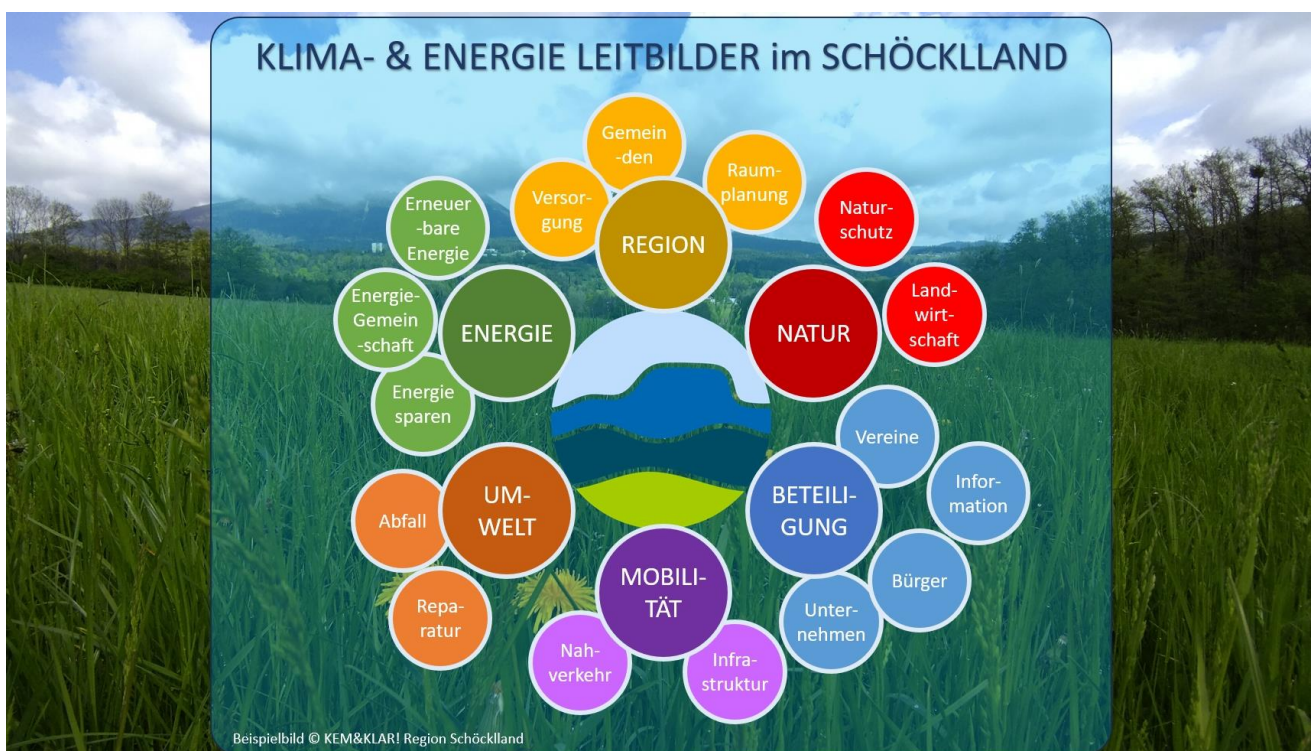 KLIMA- & ENERGIE LEITBILDER im SCHÖCKLLAND
Gemein
-den
Versor-
gung
Raum-
planung
REGION
Natur-
schutz
Land-
wirt-
schaft
NATUR
Erneuer
-bare
Energie
Energie-
Gemein
-schaft
Energie
sparen
ENERGIE
Vereine
Infor-
mation
Bürger
Unter-
nehmen
BETEILI-
GUNG
UM-
WELT
Abfall
Repa-
ratur
MOBILI-
TÄT
Nah-
verkehr
Infra-
struktur
Beispielbild © KEM&KLAR! Region Schöcklland